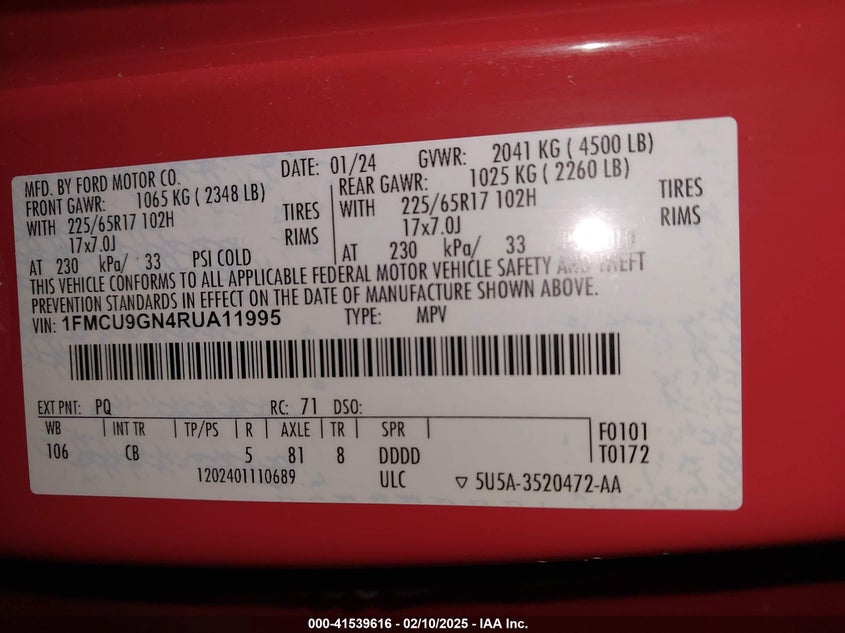 MFD. BY FORD MOTOR CO. DATE: 01/24 GVWR: 2041 KG ( 4500 LB)
FRONT GAWR: 1065 KG ( 2348 LB) REAR GAWR: 1025 KG ( 2260 LB)
WITH 225/65R17 102H TIRES WITH 225/65R17 102H TIRES
17x7.0J RIMS 17x7.0J RIMS
AT 230 kPa/ 33 PSI COLD AT 230 kPa/ 33
THIS VEHICLE CONFORMS TO ALL APPLICABLE FEDERAL MOTOR VEHICLE SAFETY AND THEFT
PREVENTION STANDARDS IN EFFECT ON THE DATE OF MANUFACTURE SHOWN ABOVE.
VIN: 1FMCU9GN4RUA11995 TYPE: MPV
EXT PNT: PQ RC: 71 DSO:
WB INT TR TP/PS R AXLE TR SPR F0101
106 CB 5 81 8 DDDD T0172
1202401110689 ULC ▽ 5U5A-3520472-AA
000-41539616 - 02/10/2025 - IAA Inc.